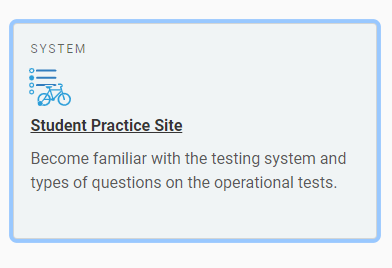 SYSTEM
Student Practice Site
Become familiar with the testing system and
types of questions on the operational tests.